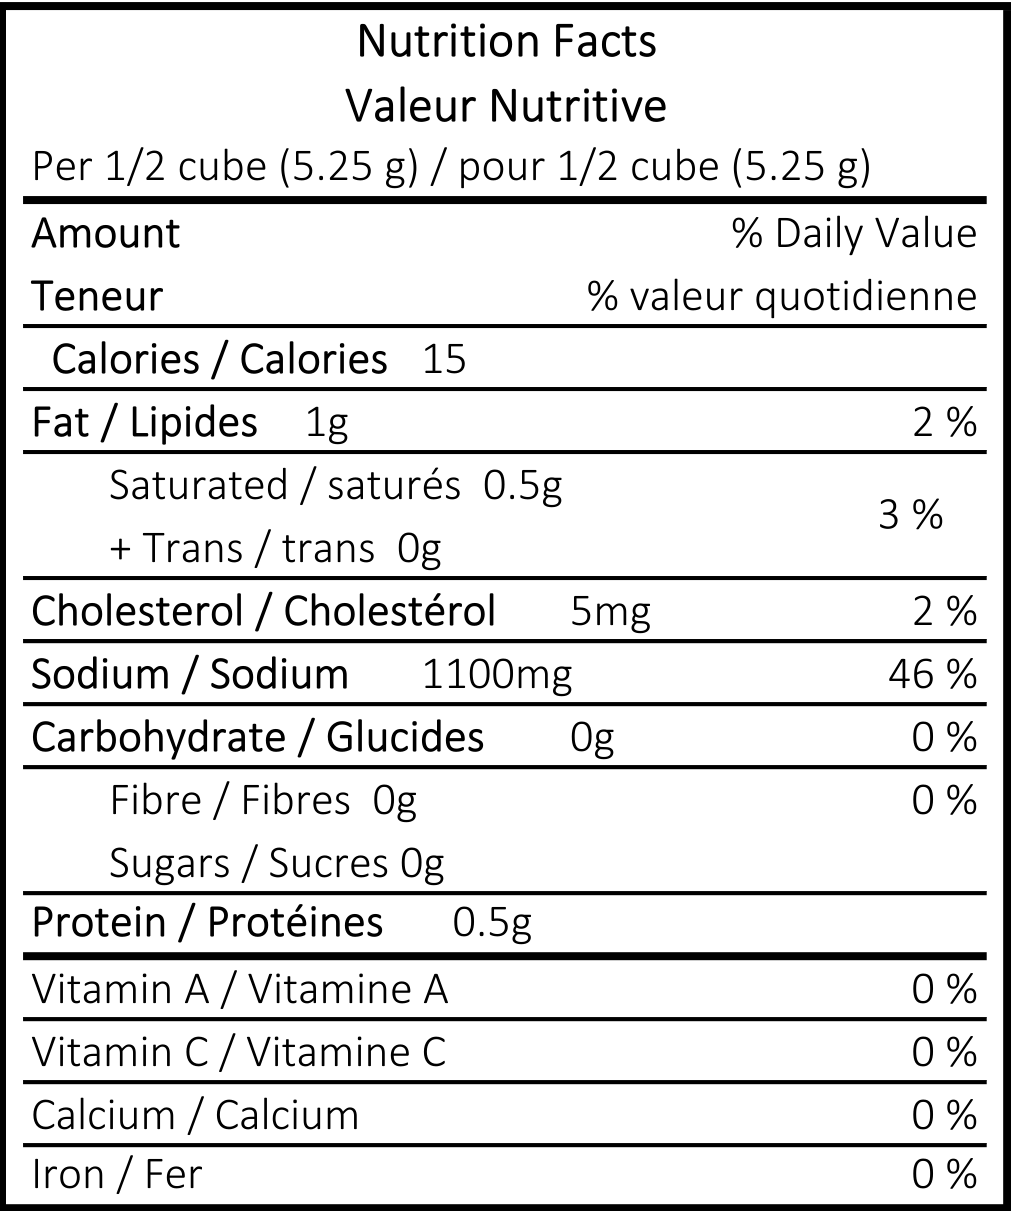 Nutrition Facts
Valeur Nutritive
Per 1/2 cube (5.25 g) / pour 1/2 cube (5.25 g)
Amount % Daily Value
Teneur % valeur quotidienne
Calories / Calories 15
Fat / Lipides 1g 2 %
Saturated / saturés 0.5g
3 %
+ Trans / trans 0g
Cholesterol / Cholestérol 5mg 2 %
Sodium / Sodium 1100mg 46 %
Carbohydrate / Glucides 0g 0 %
Fibre / Fibres 0g 0 %
Sugars / Sucres 0g
Protein / Protéines 0.5g
Vitamin A / Vitamine A 0 %
Vitamin C / Vitamine C 0 %
Calcium / Calcium 0 %
Iron / Fer 0 %